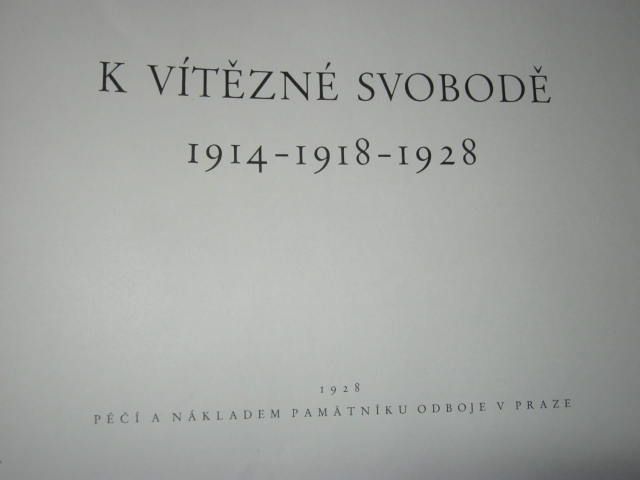 K VÍTĚZNÉ SVOBODĚ
1914-1918-1928
1928
PÉČÍ A NÁKLADEM PAMÁTNÍKU ODBOJE V PRAZE